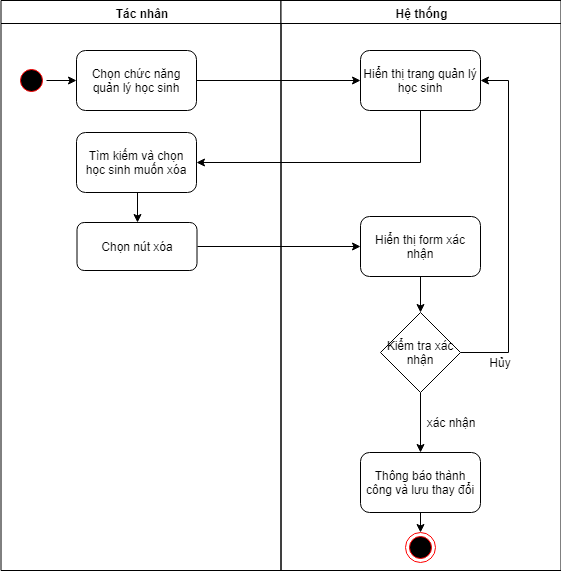 Tác nhân
Hệ thống
Chọn chức năng
quản lý học sinh
Hiển thị trang quản lý
học sinh
Tìm kiếm và chọn
học sinh muốn xóa
Chọn nút xóa
Hiển thị form xác
nhận
Kiểm tra xác
nhận
Hủy
xác nhận
Thông báo thành
công và lưu thay đổi